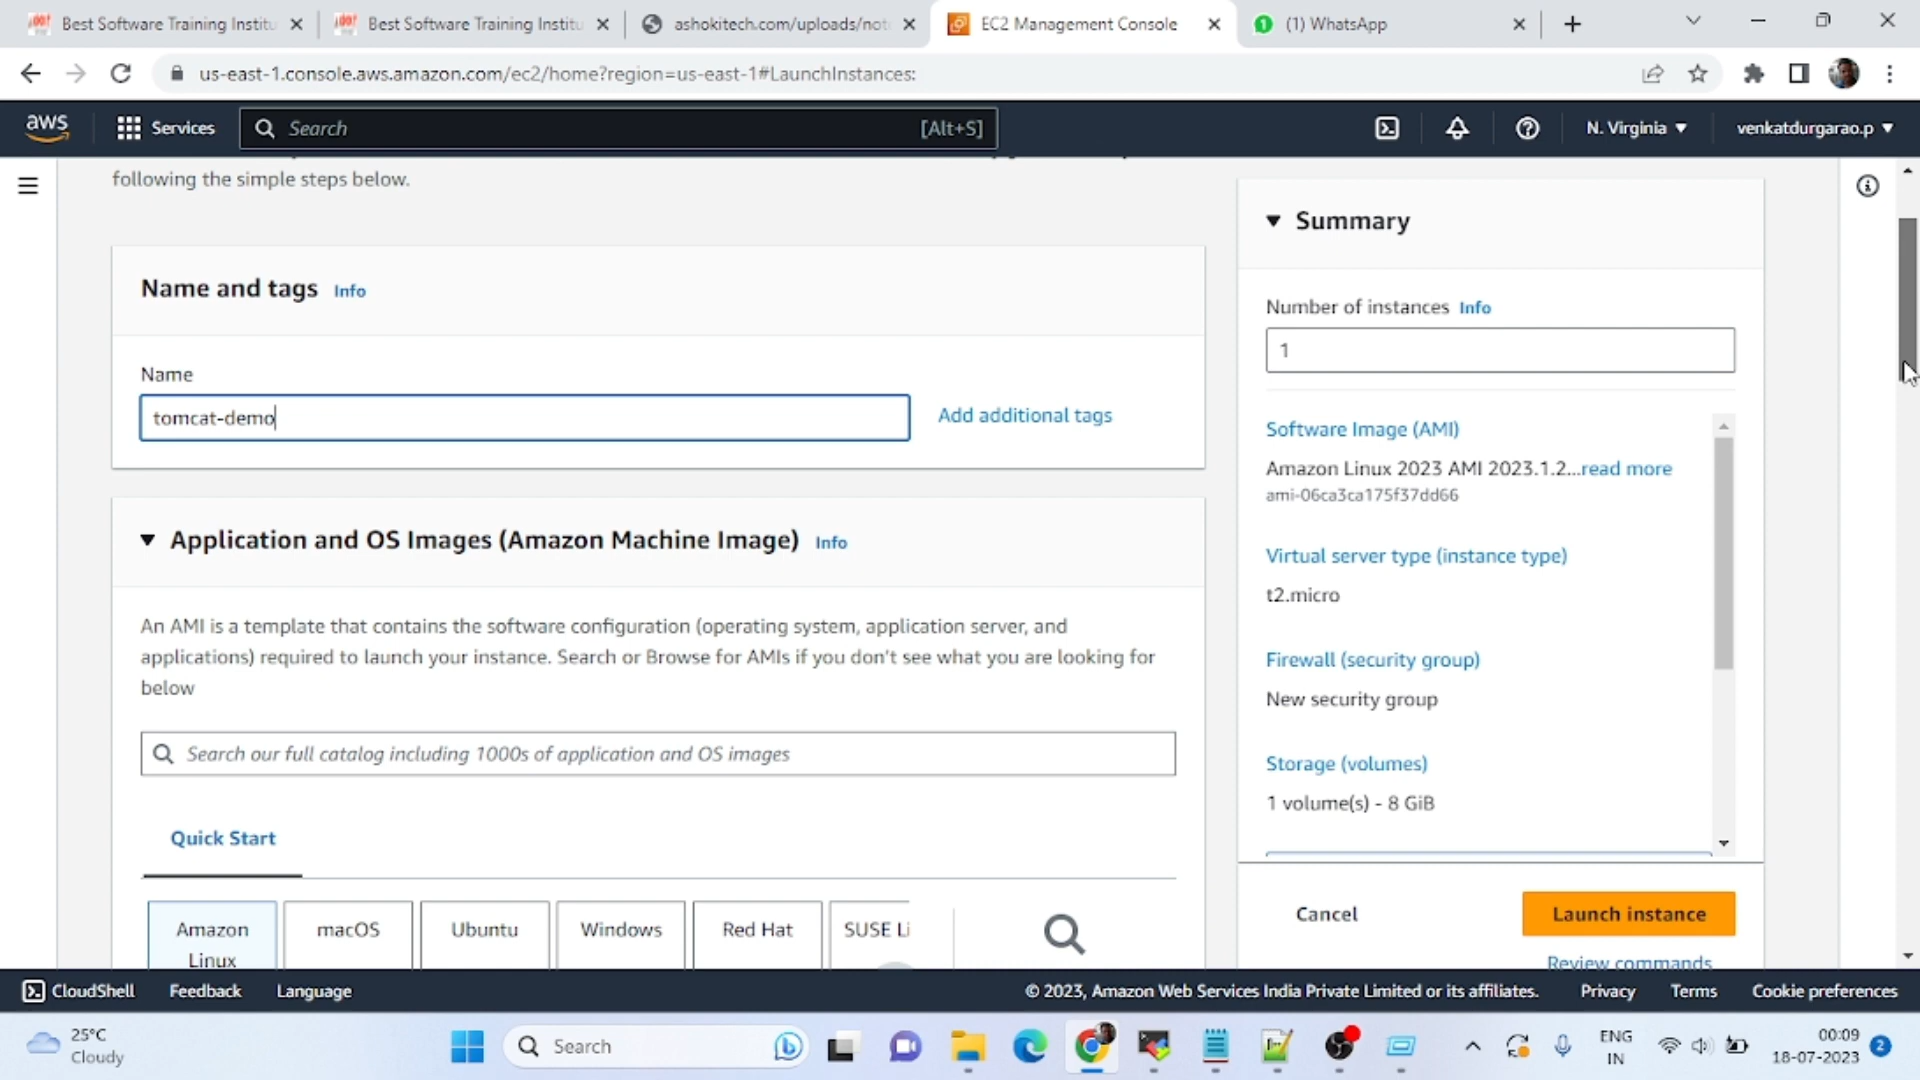 Best Software Training Institu
Best Software Training Institu
ashokitech.com/uploads/not
EC2 Management Console
(1) WhatsApp
us-east-1.console.aws.amazon.com/ec2/home?region=us-east-1#LaunchInstances:
aws
Services
Search
[Alt+S]
N. Virginia
venkatdurgarao.p
following the simple steps below.
Name and tags Info
Name
tomcat-demo
Add additional tags
Application and OS Images (Amazon Machine Image) Info
An AMI is a template that contains the software configuration (operating system, application server, and
applications) required to launch your instance. Search or Browse for AMIs if you don't see what you are looking for
below
Search our full catalog including 1000s of application and OS images
Quick Start
Amazon
Linux
macOS
Ubuntu
Windows
Red Hat
SUSE Li
Summary
Number of instances Info
1
Software Image (AMI)
Amazon Linux 2023 AMI 2023.1.2...read more
ami-06ca3ca175f37dd66
Virtual server type (instance type)
t2.micro
Firewall (security group)
New security group
Storage (volumes)
1 volume(s) - 8 GiB
Cancel
Launch instance
Review commands
CloudShell
Feedback
Language
© 2023, Amazon Web Services India Private Limited or its affiliates.
Privacy
Terms
Cookie preferences
25°C
Cloudy
Search
ENG
IN
00:09
18-07-2023
2